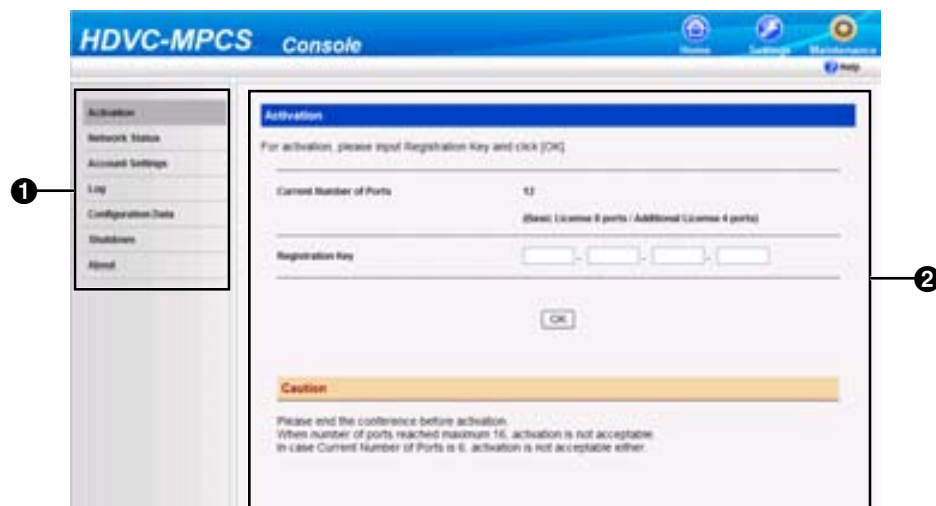 HDVC-MPCS Console
Home Settings Maintenance
Help
Activation
Network Status
Account Settings
Log
Configuration Data
Shutdown
About
1
Activation
For activation, please input Registration Key and click [OK]
Current Number of Ports 12
(Basic License 8 ports / Additional License 4 ports)
Registration Key - - -
2
OK
Caution
Please end the conference before activation.
When number of ports reached maximum 16, activation is not acceptable.
In case Current Number of Ports is 6, activation is not acceptable either.